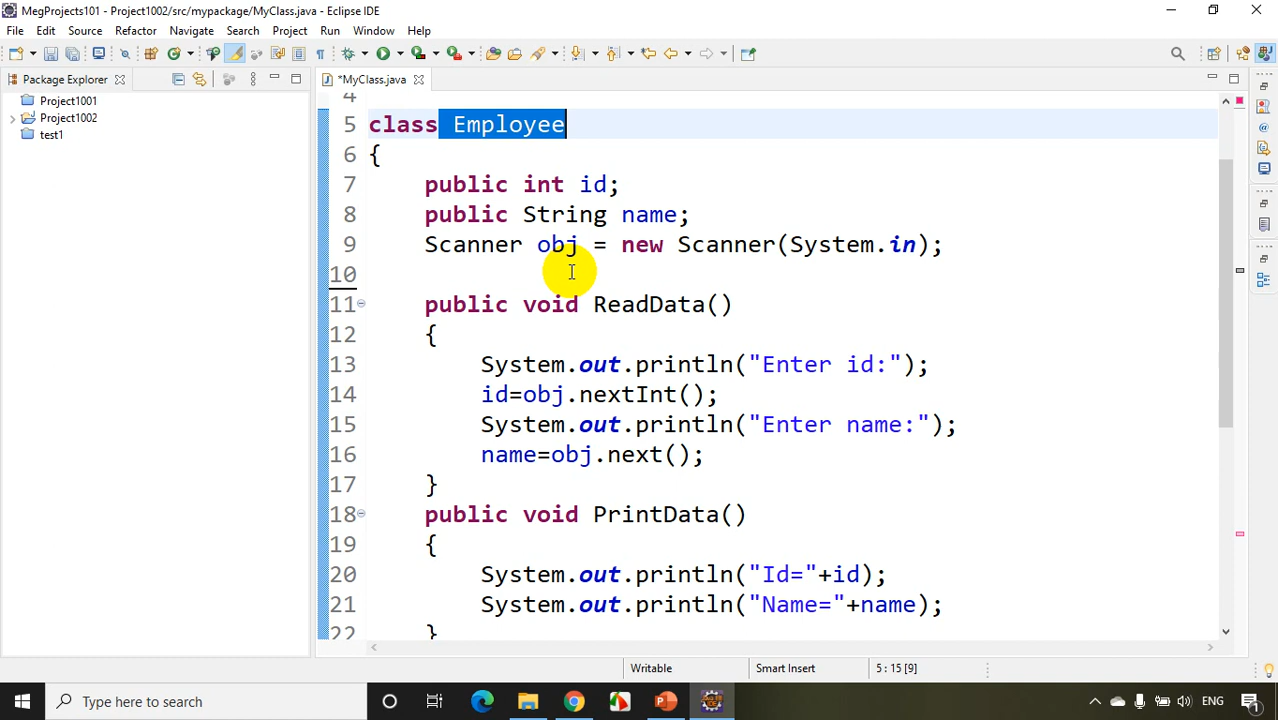 MegProjects101 - Project1002/src/mypackage/MyClass.java - Eclipse IDE
File Edit Source Refactor Navigate Search Project Run Window Help
Package Explorer
*MyClass.java
Project1001
Project1002
test1
4
5 class Employee
6 {
7 public int id;
8 public String name;
9 Scanner obj = new Scanner(System.in);
10
11 public void ReadData()
12 {
13 System.out.println("Enter id:");
14 id=obj.nextInt();
15 System.out.println("Enter name:");
16 name=obj.next();
17 }
18 public void PrintData()
19 {
20 System.out.println("Id="+id);
21 System.out.println("Name="+name);
22 }
Writable Smart Insert 5 : 15 [9]
Type here to search
ENG
1